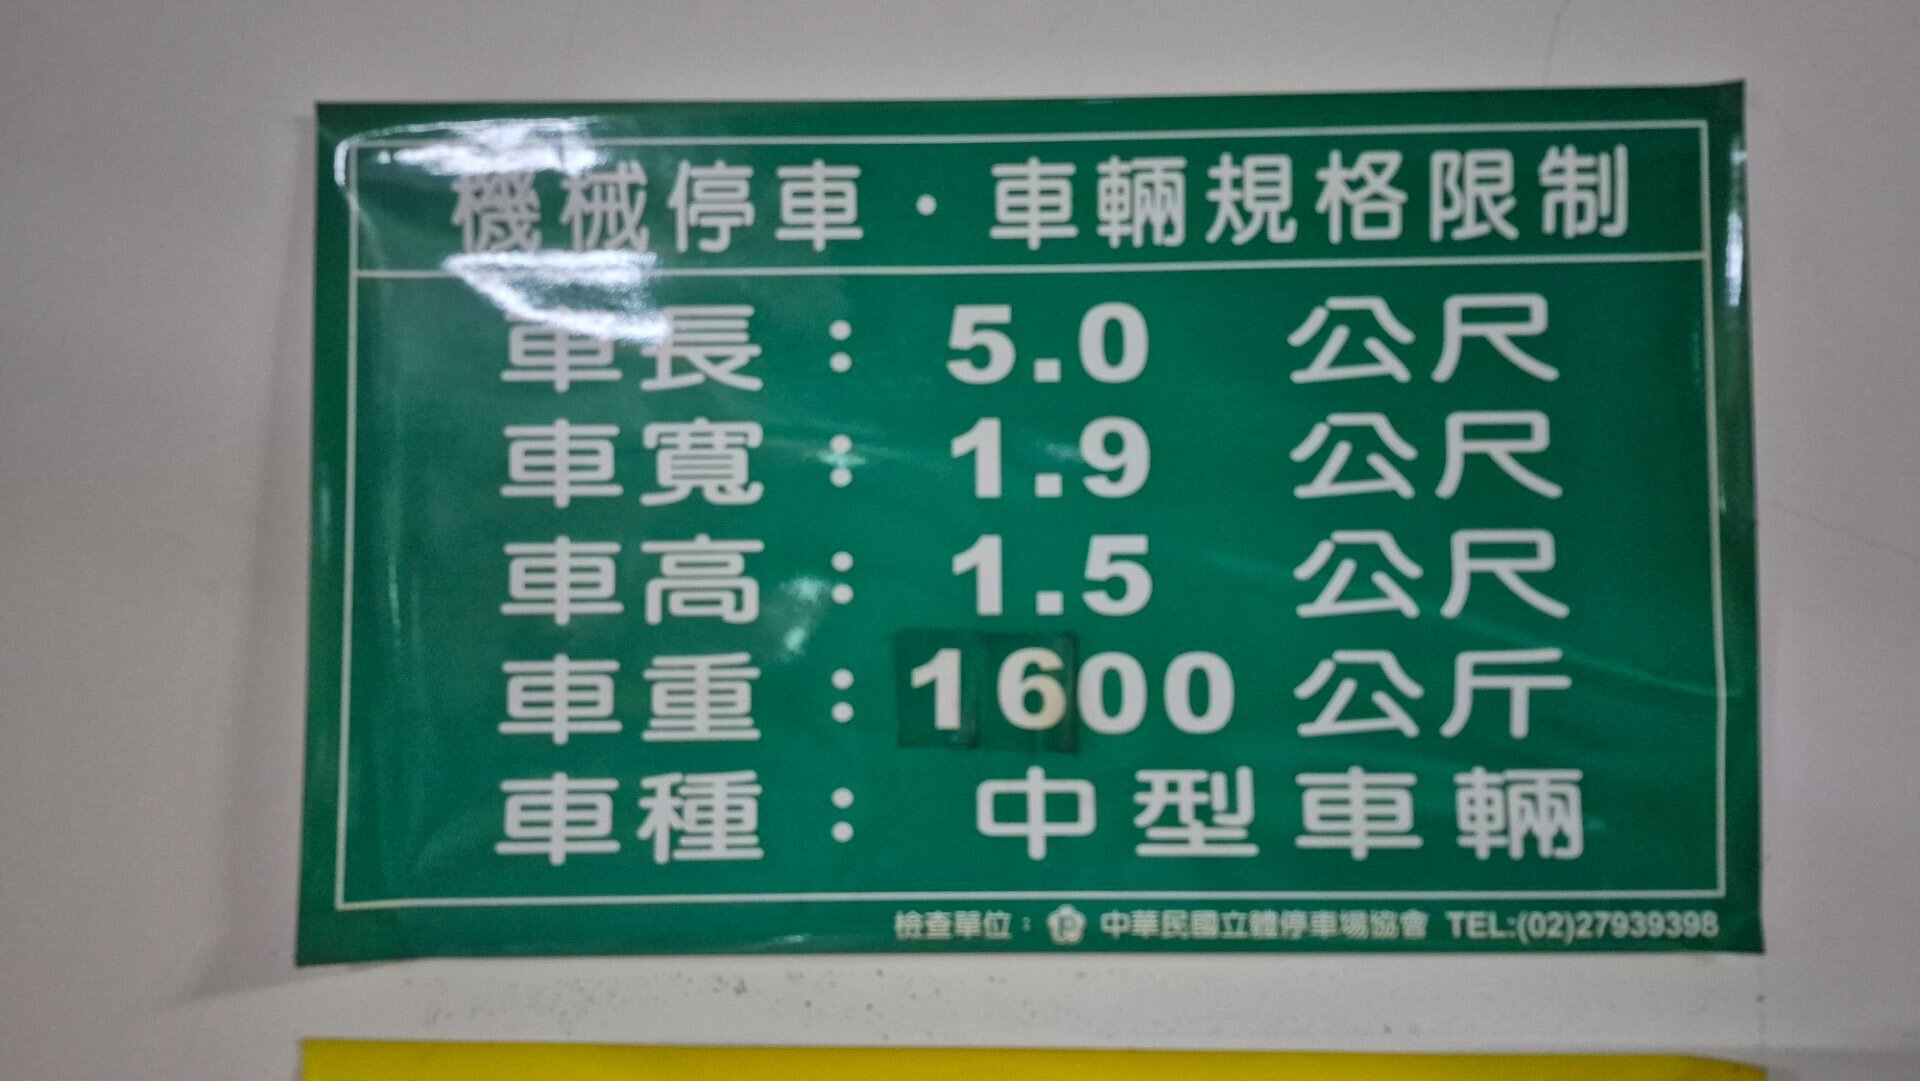 機械停車・車輛規格限制
車長：5.0 公尺
車寬：1.9 公尺
車高：1.5 公尺
車重：1600 公斤
車種：中型車輛
檢查單位：P 中華民國立體停車場協會 TEL:(02)27939398